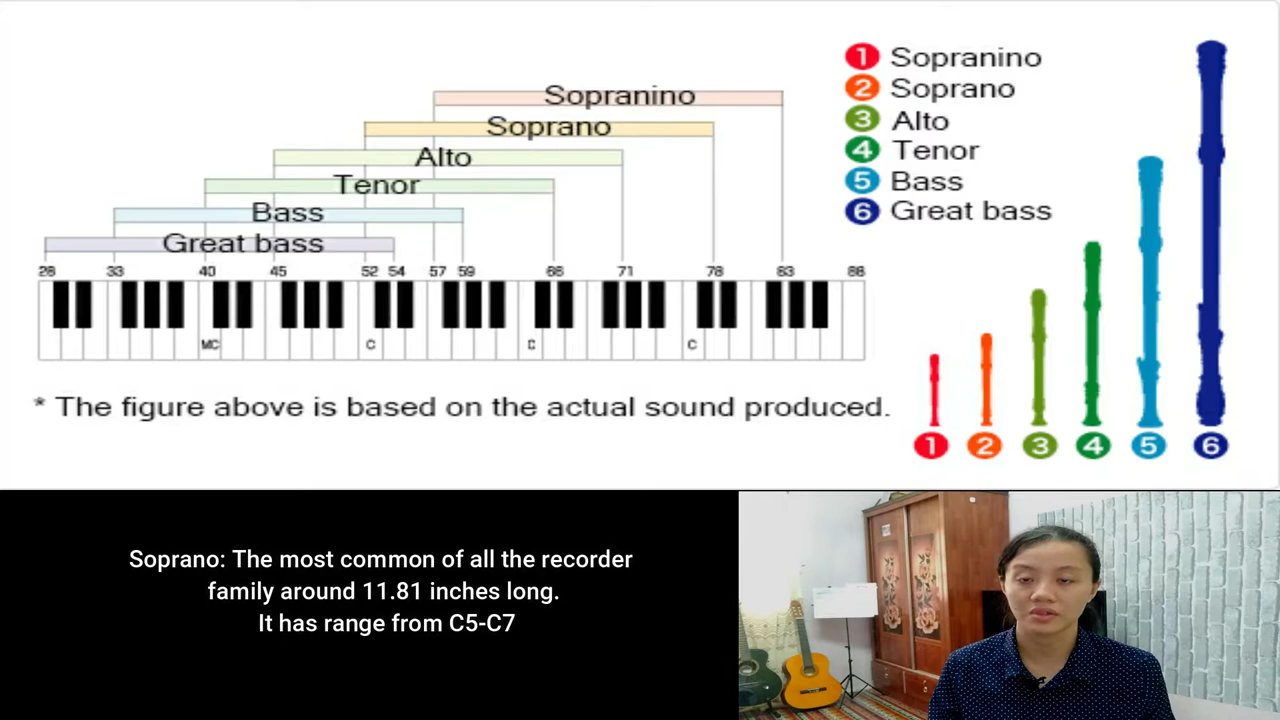 Sopranino
Soprano
Alto
Tenor
Bass
Great bass
28 33 40 45 52 54 57 59 66 71 78 83 88
MC C C C
* The figure above is based on the actual sound produced.
1 Sopranino
2 Soprano
3 Alto
4 Tenor
5 Bass
6 Great bass
1 2 3 4 5 6
Soprano: The most common of all the recorder
family around 11.81 inches long.
It has range from C5-C7